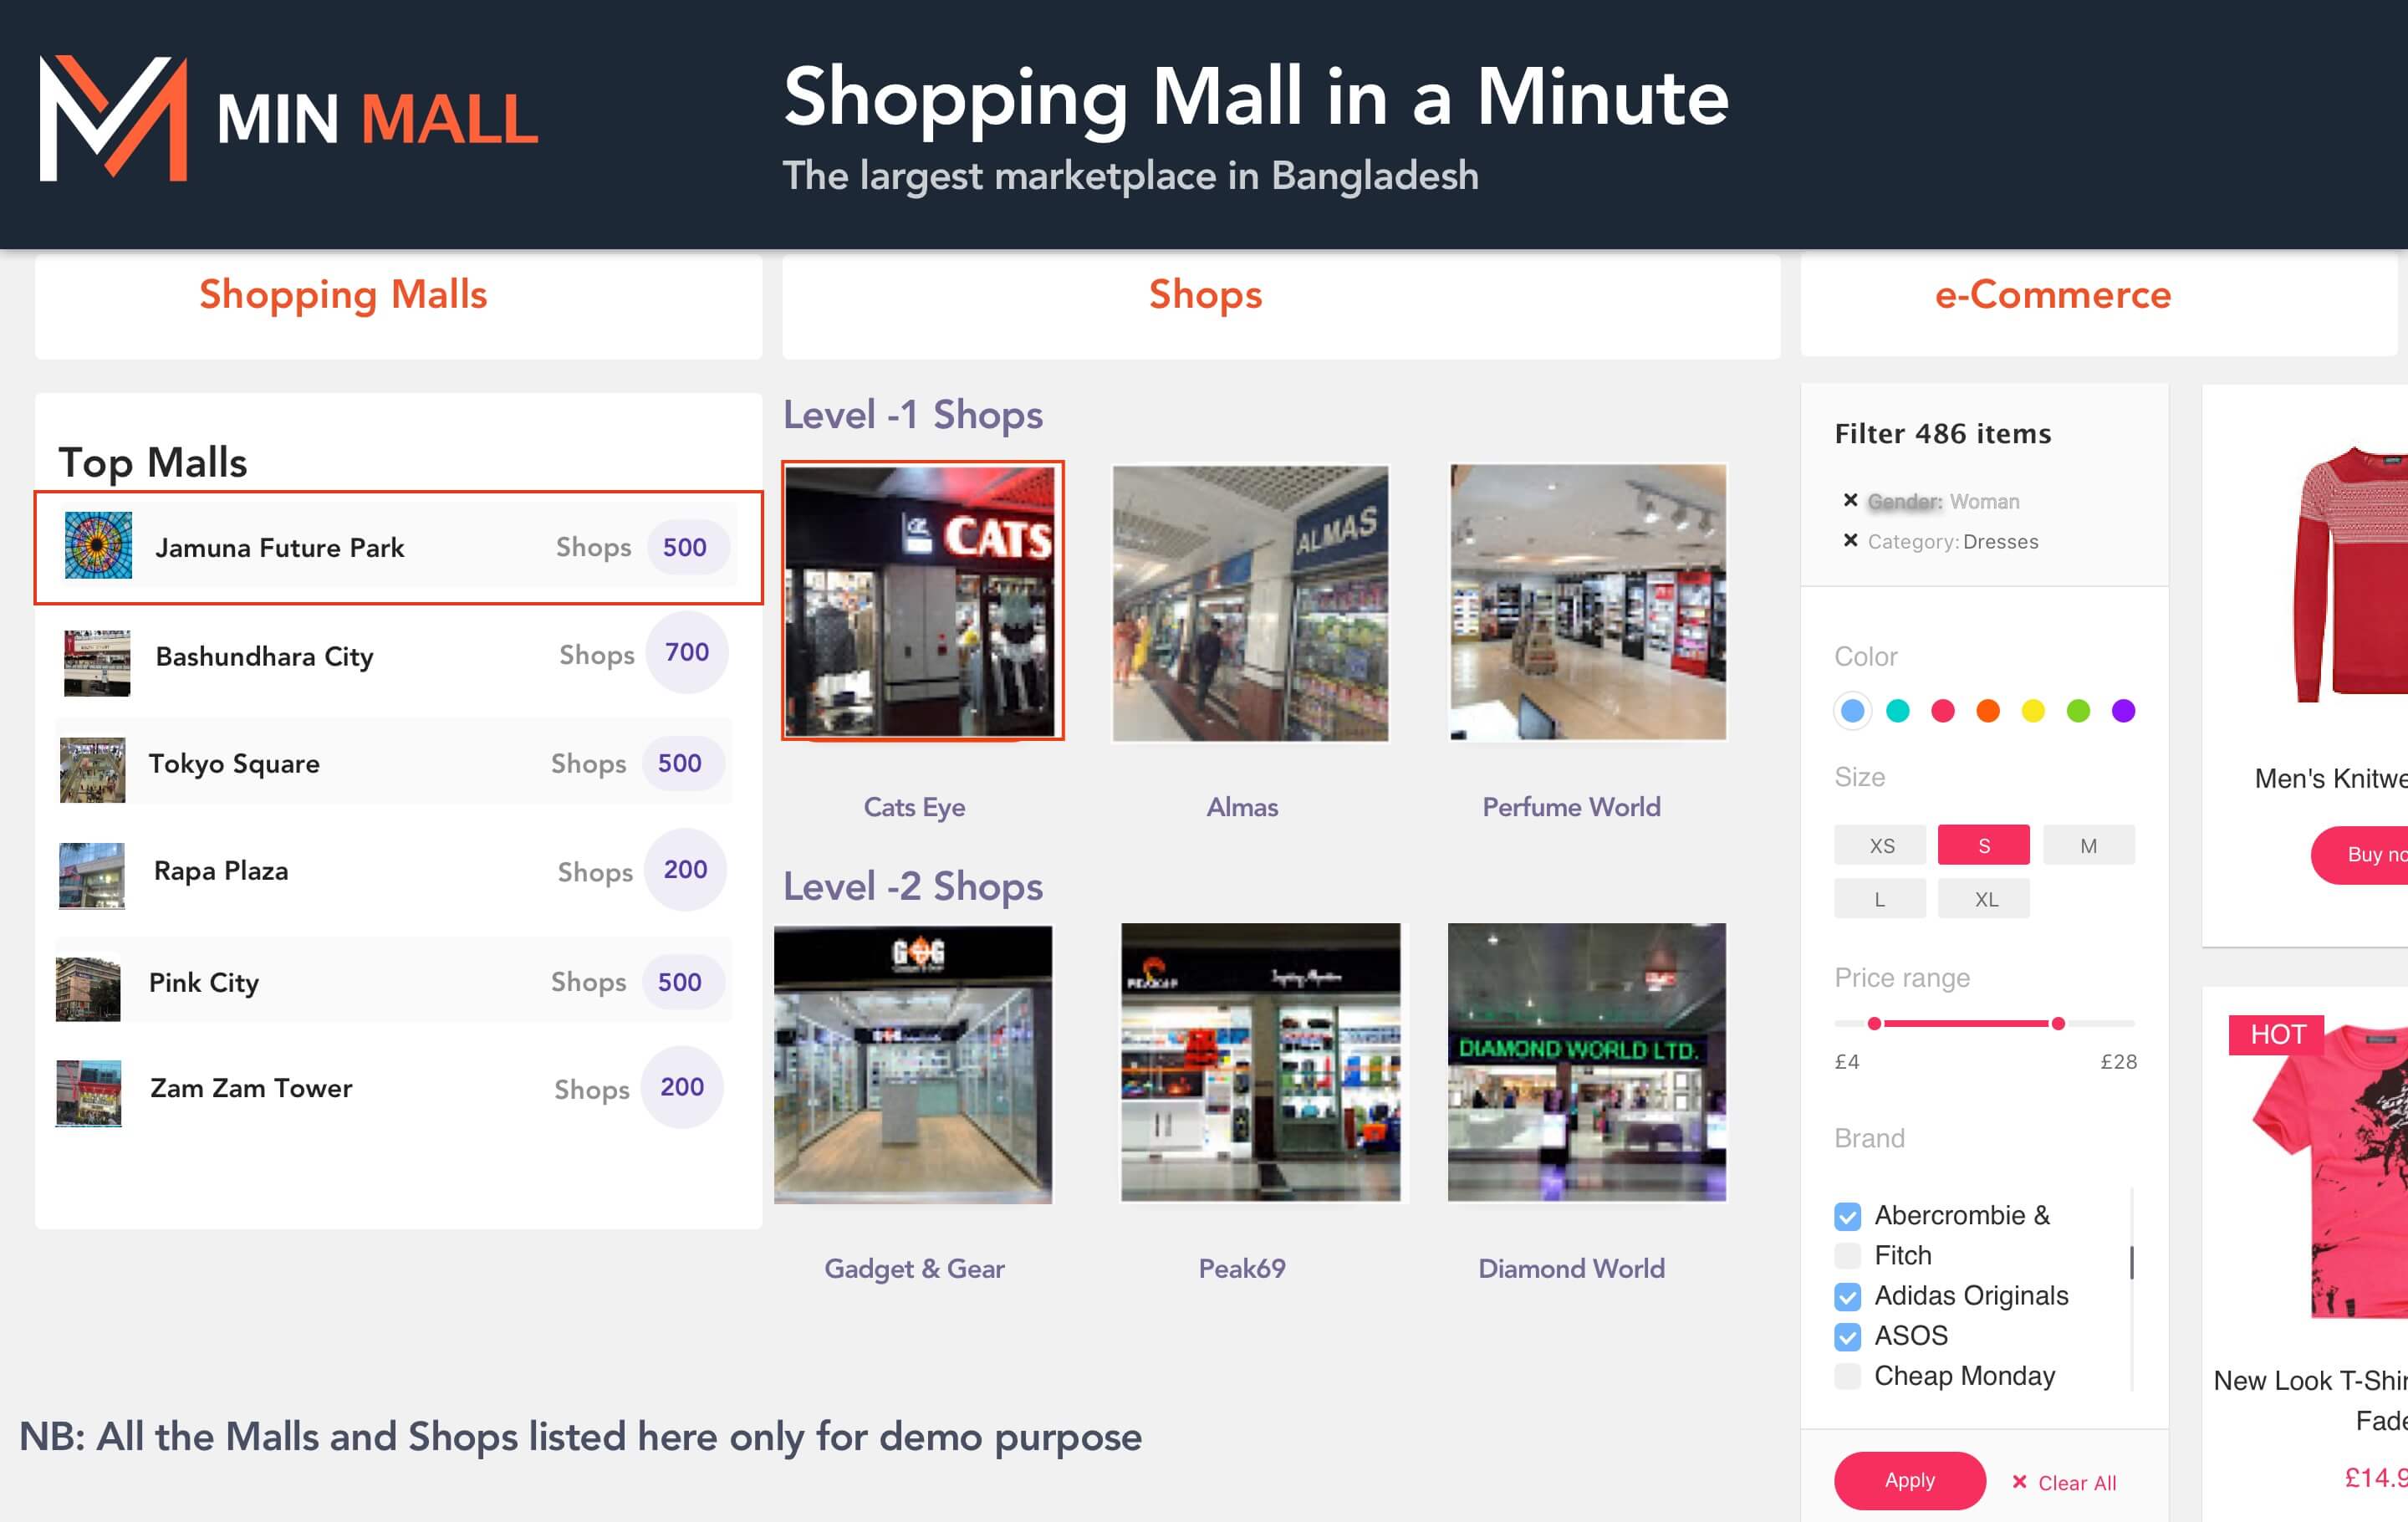 MIN MALL
Shopping Mall in a Minute
The largest marketplace in Bangladesh
Shopping Malls
Shops
e-Commerce
Top Malls
Jamuna Future Park Shops 500
Bashundhara City Shops 700
Tokyo Square Shops 500
Rapa Plaza Shops 200
Pink City Shops 500
Zam Zam Tower Shops 200
Level -1 Shops
CATS
ALMAS
Cats Eye
Almas
Perfume World
Level -2 Shops
G&G
DIAMOND WORLD LTD.
Gadget & Gear
Peak69
Diamond World
Filter 486 items
Gender: Woman
Category: Dresses
Color
Size
XS S M
L XL
Price range
£4 £28
Brand
Abercrombie &
Fitch
Adidas Originals
ASOS
Cheap Monday
Apply
Clear All
Men's Knitwe
Buy no
HOT
New Look T-Shir
Fade
£14.9
NB: All the Malls and Shops listed here only for demo purpose